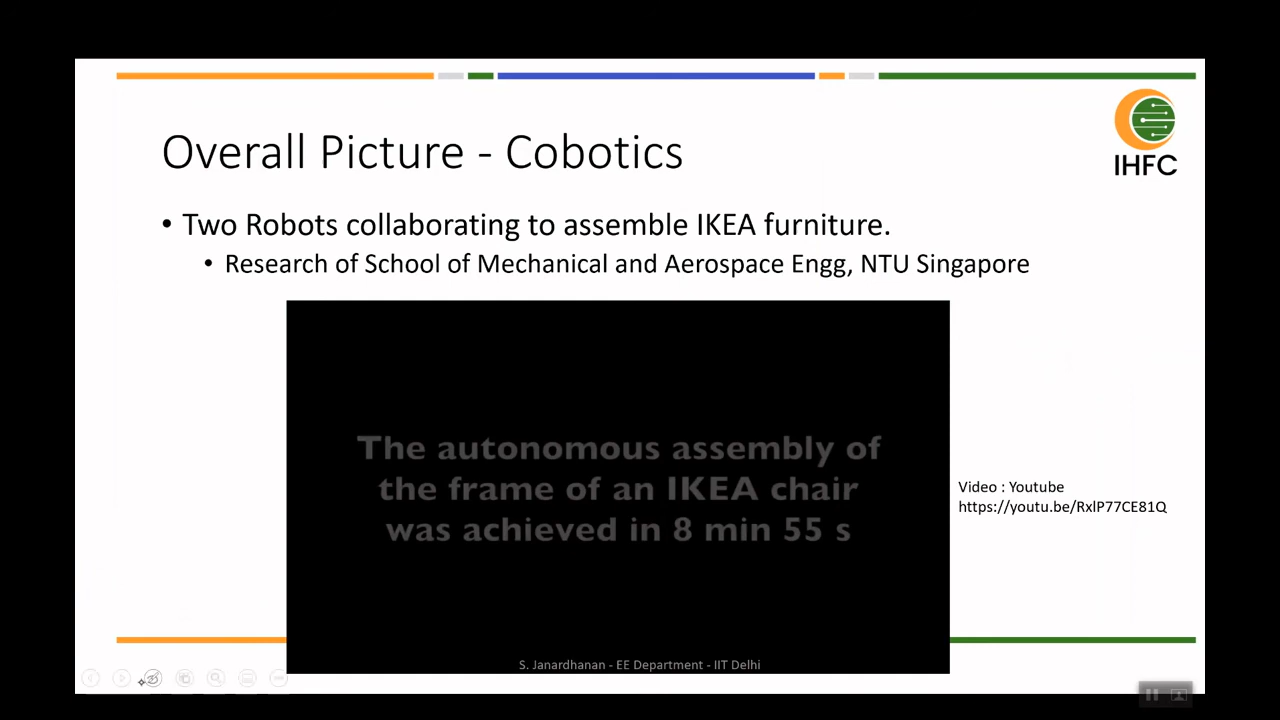 IHFC
Overall Picture - Cobotics
• Two Robots collaborating to assemble IKEA furniture.
• Research of School of Mechanical and Aerospace Engg, NTU Singapore
The autonomous assembly of
the frame of an IKEA chair
was achieved in 8 min 55 s
Video : Youtube
https://youtu.be/RxlP77CE81Q
S. Janardhanan - EE Department - IIT Delhi